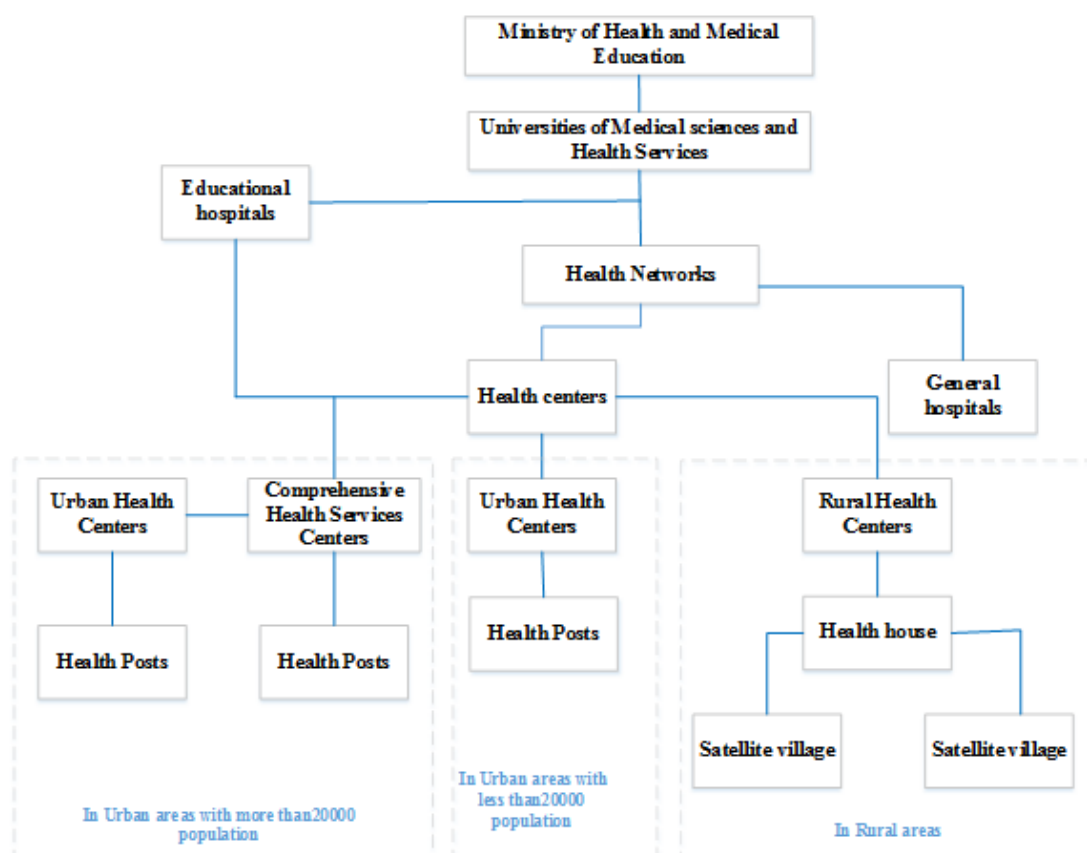 Ministry of Health and Medical
Education
Universities of Medical sciences and
Health Services
Educational
hospitals
Health Networks
Health centers
General
hospitals
Urban Health
Centers
Comprehensive
Health Services
Centers
Urban Health
Centers
Rural Health
Centers
Health Posts
Health Posts
Health Posts
Health house
Satellite village
Satellite village
In Urban areas with more than20000
population
In Urban areas with
less than20000
population
In Rural areas